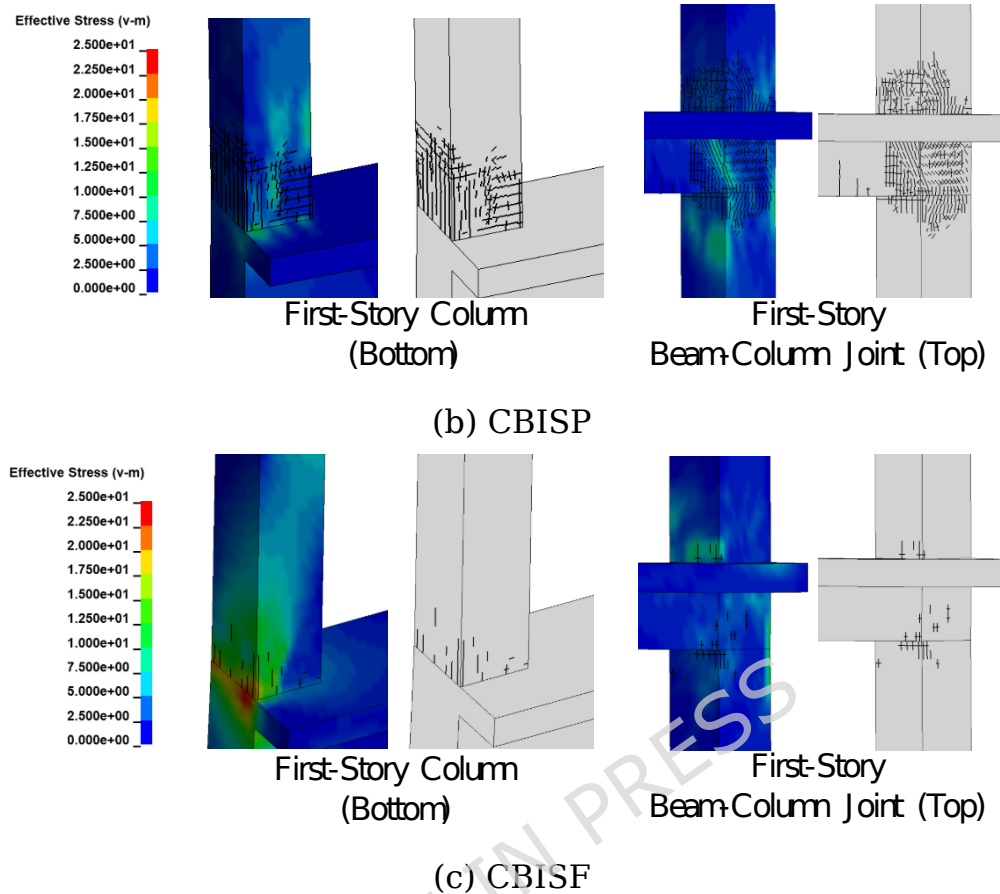 Effective Stress (v-m)
2.500e+01
2.250e+01
2.000e+01
1.750e+01
1.500e+01
1.250e+01
1.000e+01
7.500e+00
5.000e+00
2.500e+00
0.000e+00
First-Story Column
(Bottom)
First-Story
Beam-Column Joint (Top)
(b) CBISP
Effective Stress (v-m)
2.500e+01
2.250e+01
2.000e+01
1.750e+01
1.500e+01
1.250e+01
1.000e+01
7.500e+00
5.000e+00
2.500e+00
0.000e+00
First-Story Column
(Bottom)
First-Story
Beam-Column Joint (Top)
IN PRESS
(c) CBISF